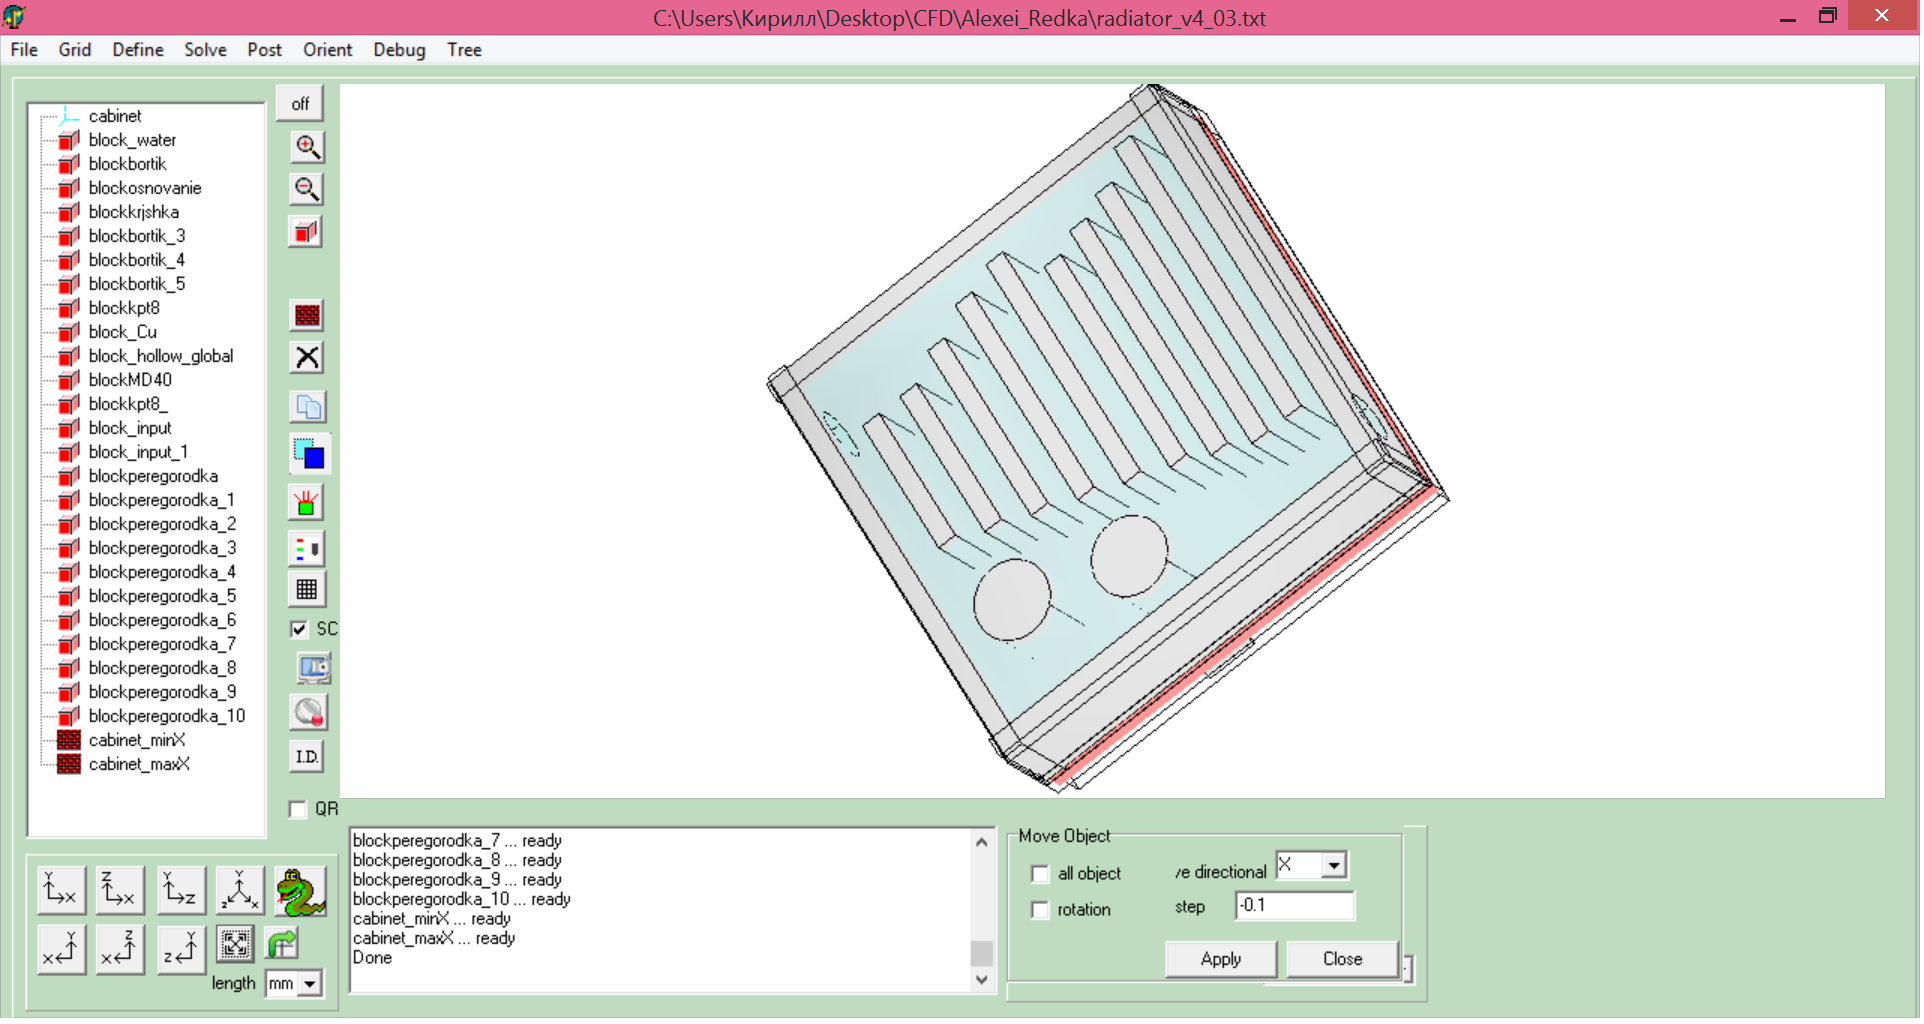 C:\Users\Кирилл\Desktop\CFD\Alexei_Redka\radiator_v4_03.txt
File Grid Define Solve Post Orient Debug Tree
cabinet
block_water
blockbortik
blockosnovanie
blockkrjshka
blockbortik_3
blockbortik_4
blockbortik_5
blockkpt8
block_Cu
block_hollow_global
blockMD40
blockkpt8_
block_input
block_input_1
blockperegorodka
blockperegorodka_1
blockperegorodka_2
blockperegorodka_3
blockperegorodka_4
blockperegorodka_5
blockperegorodka_6
blockperegorodka_7
blockperegorodka_8
blockperegorodka_9
blockperegorodka_10
cabinet_minX
cabinet_maxX
off
SC
I.D.
QR
Y X
Z X
Y Z
Y Z X
Y X
Z X
Y Z
length mm
blockperegorodka_7 ... ready
blockperegorodka_8 ... ready
blockperegorodka_9 ... ready
blockperegorodka_10 ... ready
cabinet_minX ... ready
cabinet_maxX ... ready
Done
Move Object
all object
rotation
ve directional X
step -0.1
Apply Close